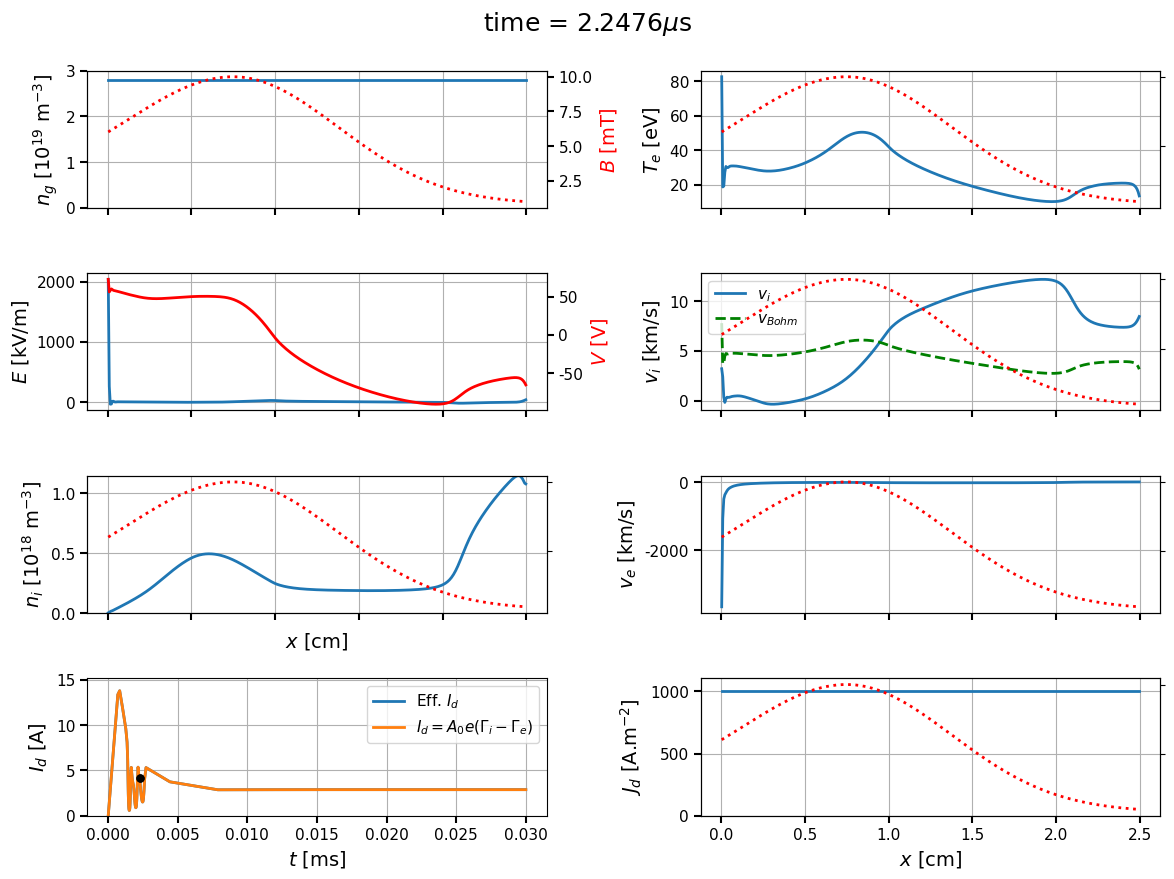 time = 2.2476μs
3
2
1
0
n_g [10^19 m^-3]
10.0
7.5
5.0
2.5
B [mT]
80
60
40
20
T_e [eV]
2000
1000
0
E [kV/m]
50
0
-50
V [V]
10
5
0
v_i [km/s]
v_i
v_Bohm
1.0
0.5
0.0
n_i [10^18 m^-3]
x [cm]
0
-2000
v_e [km/s]
15
10
5
0
I_d [A]
Eff. I_d
I_d = A_0e(Γ_i − Γ_e)
0.000 0.005 0.010 0.015 0.020 0.025 0.030
t [ms]
1000
500
0
J_d [A.m^-2]
0.0 0.5 1.0 1.5 2.0 2.5
x [cm]